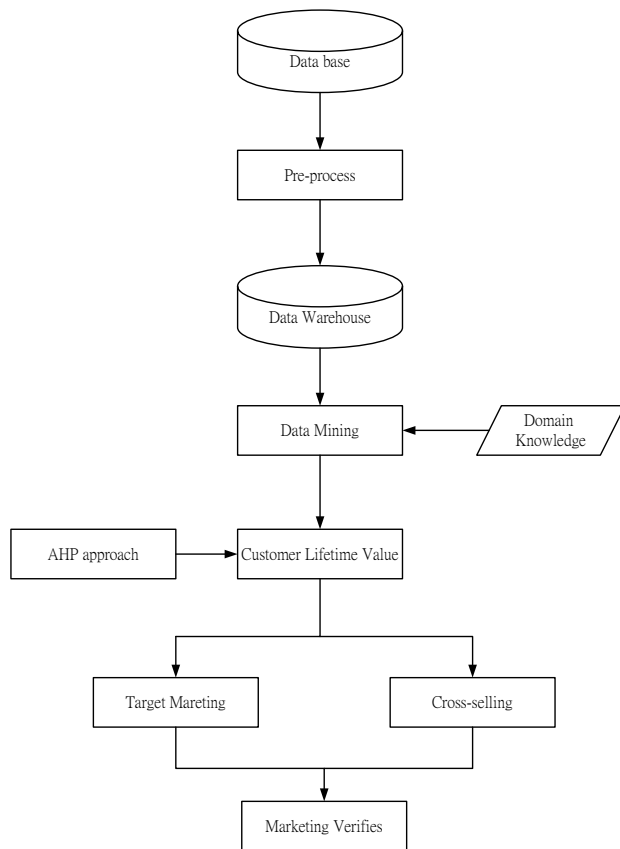 Data base
Pre-process
Data Warehouse
Data Mining
Domain
Knowledge
AHP approach
Customer Lifetime Value
Target Mareting
Cross-selling
Marketing Verifies